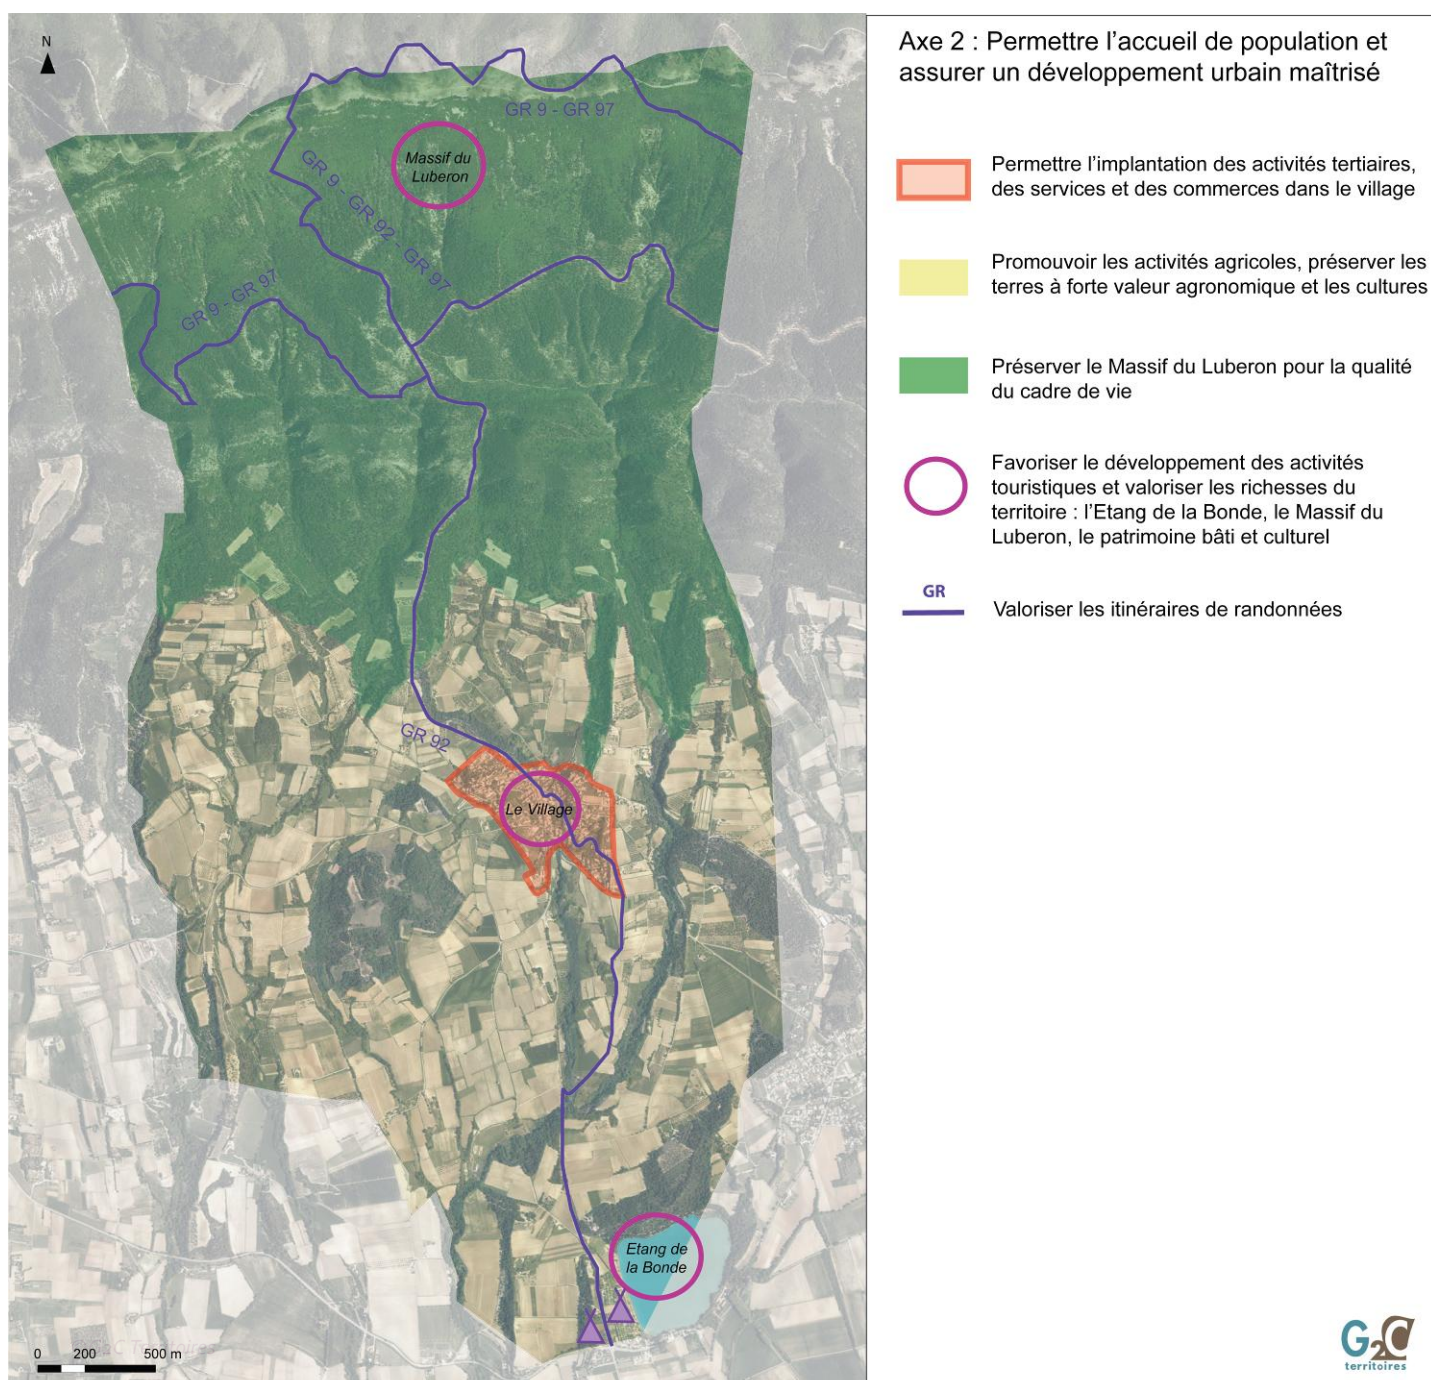 N
GR 9 - GR 97
Massif du
Luberon
GR 9 - GR 92 - GR 97
GR 9 - GR 97
GR 92
Le Village
Etang de
la Bonde
0 200 500 m
Axe 2 : Permettre l'accueil de population et
assurer un développement urbain maîtrisé
Permettre l'implantation des activités tertiaires,
des services et des commerces dans le village
Promouvoir les activités agricoles, préserver les
terres à forte valeur agronomique et les cultures
Préserver le Massif du Luberon pour la qualité
du cadre de vie
Favoriser le développement des activités
touristiques et valoriser les richesses du
territoire : l'Etang de la Bonde, le Massif du
Luberon, le patrimoine bâti et culturel
GR
Valoriser les itinéraires de randonnées
G2C
territoires